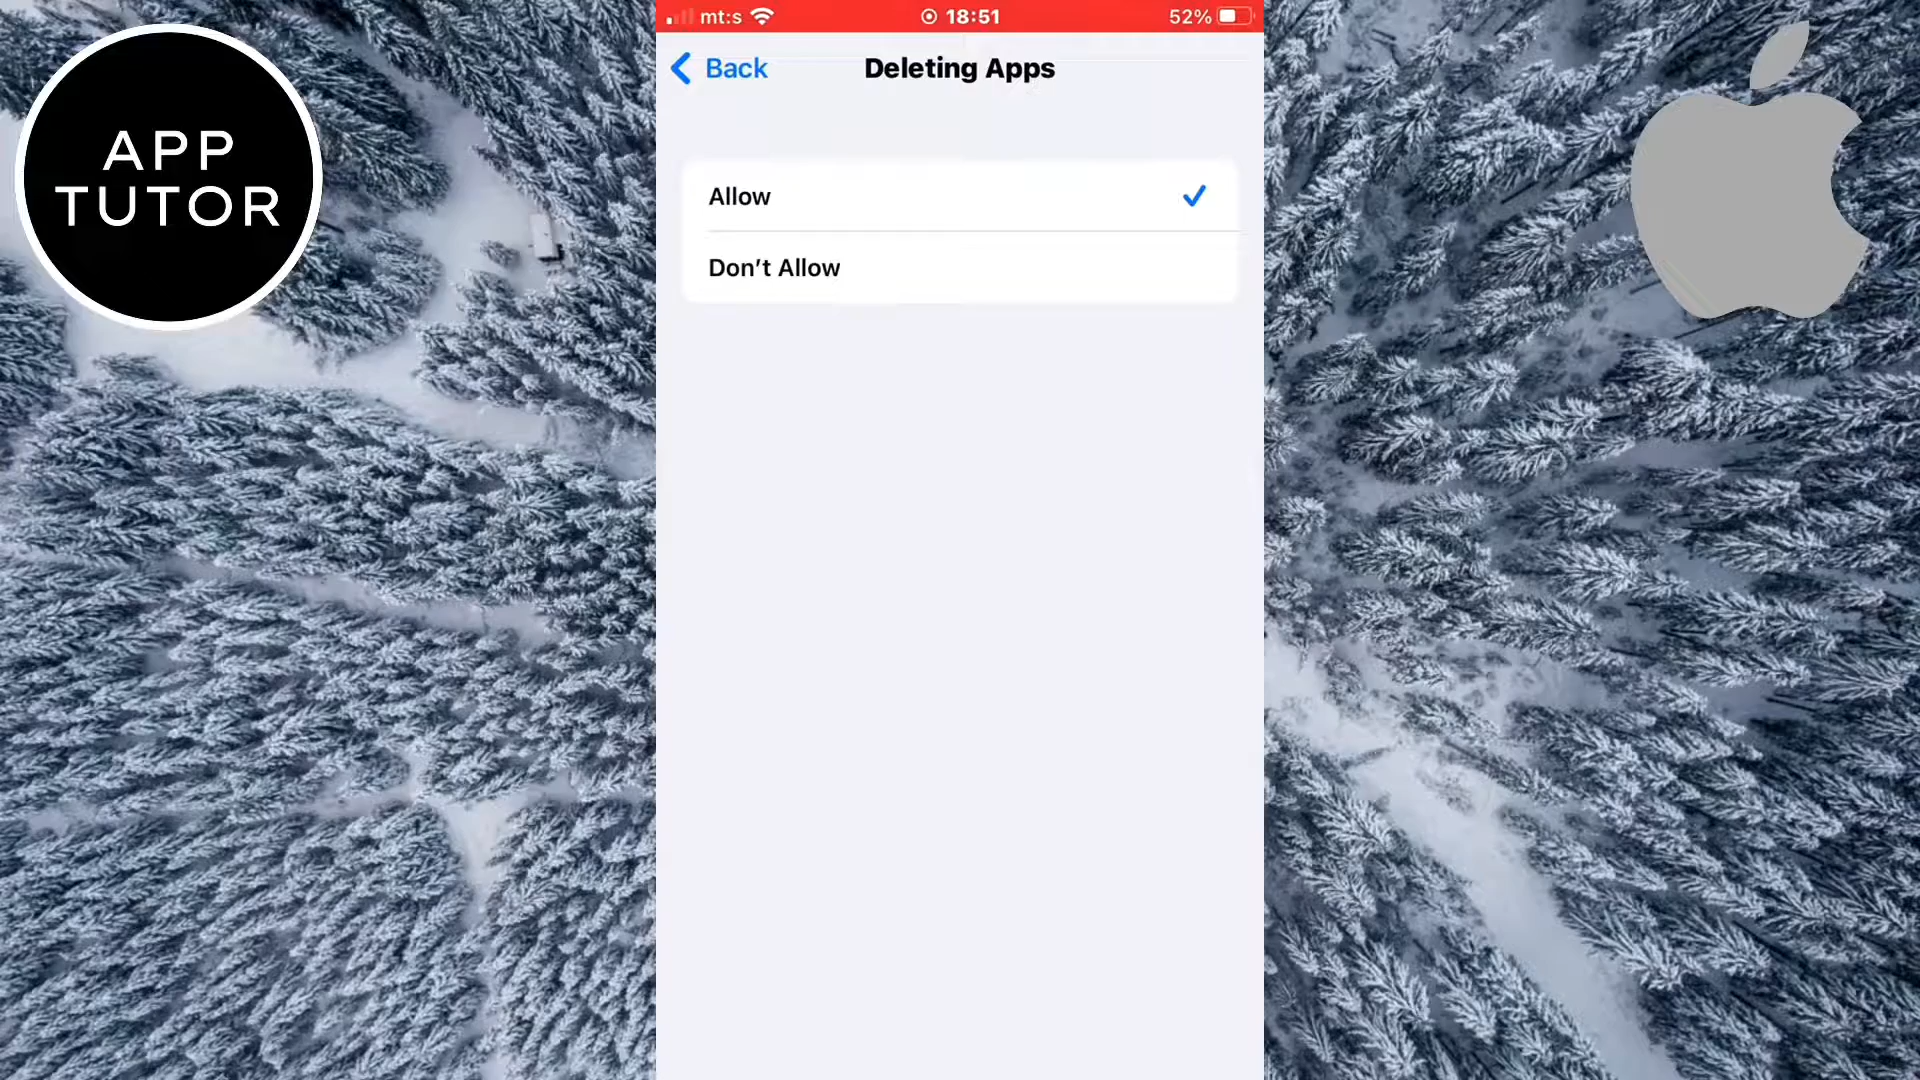 APP
TUTOR
mt:s 18:51 52%
Back Deleting Apps
Allow
Don't Allow